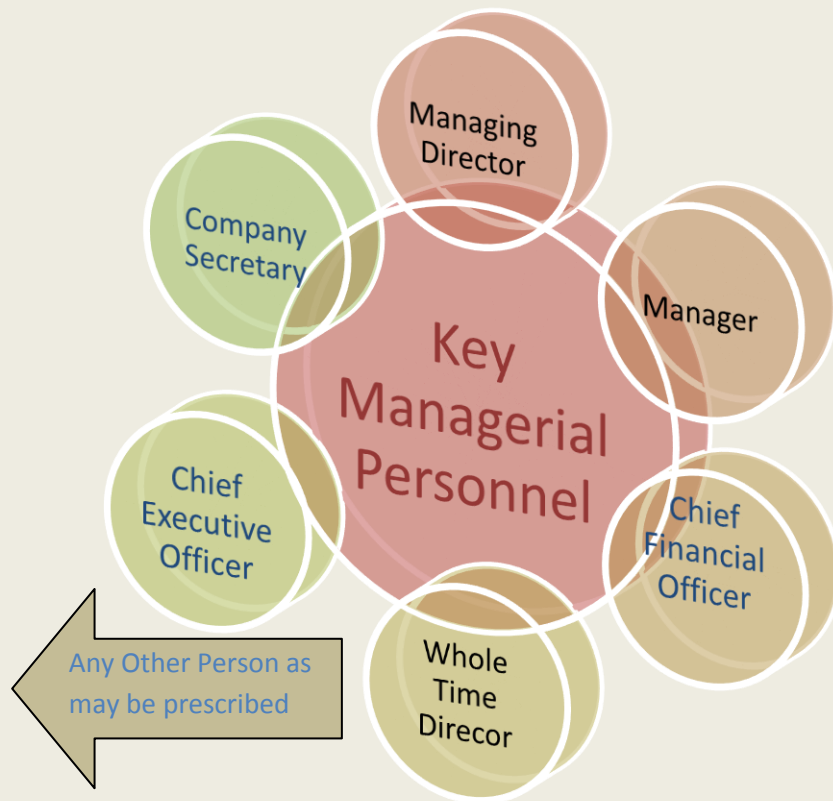 Managing
Director
Company
Secretary
Manager
Key
Managerial
Personnel
Chief
Executive
Officer
Chief
Financial
Officer
Any Other Person as
may be prescribed
Whole
Time
Direcor